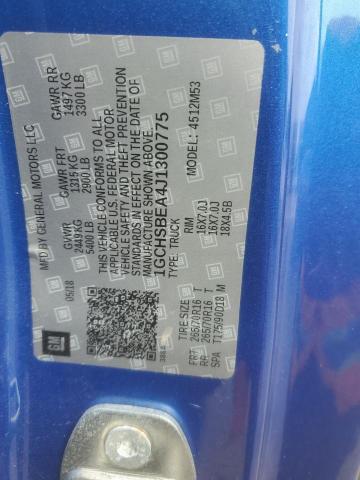 MFD BY GENERAL MOTORS LLC
05/18
GVWR
2449 KG
5400 LB
GAWR FRT
1315 KG
2900 LB
GAWR RR
1497 KG
3300 LB
THIS VEHICLE CONFORMS TO ALL
APPLICABLE U.S. FEDERAL MOTOR
VEHICLE SAFETY, AND THEFT PREVENTION
STANDARDS IN EFFECT ON THE DATE OF
MANUFACTURE SHOWN ABOVE.
1GCHSBEA4J1300775
TYPE: TRUCK
MODEL: 4512M53
TIRE SIZE
RIM
FRT 265/70R16 T 16X7.0J
RR 265/70R16 T 16X7.0J
SPA T175/90D18 M 18X4.5B
GM